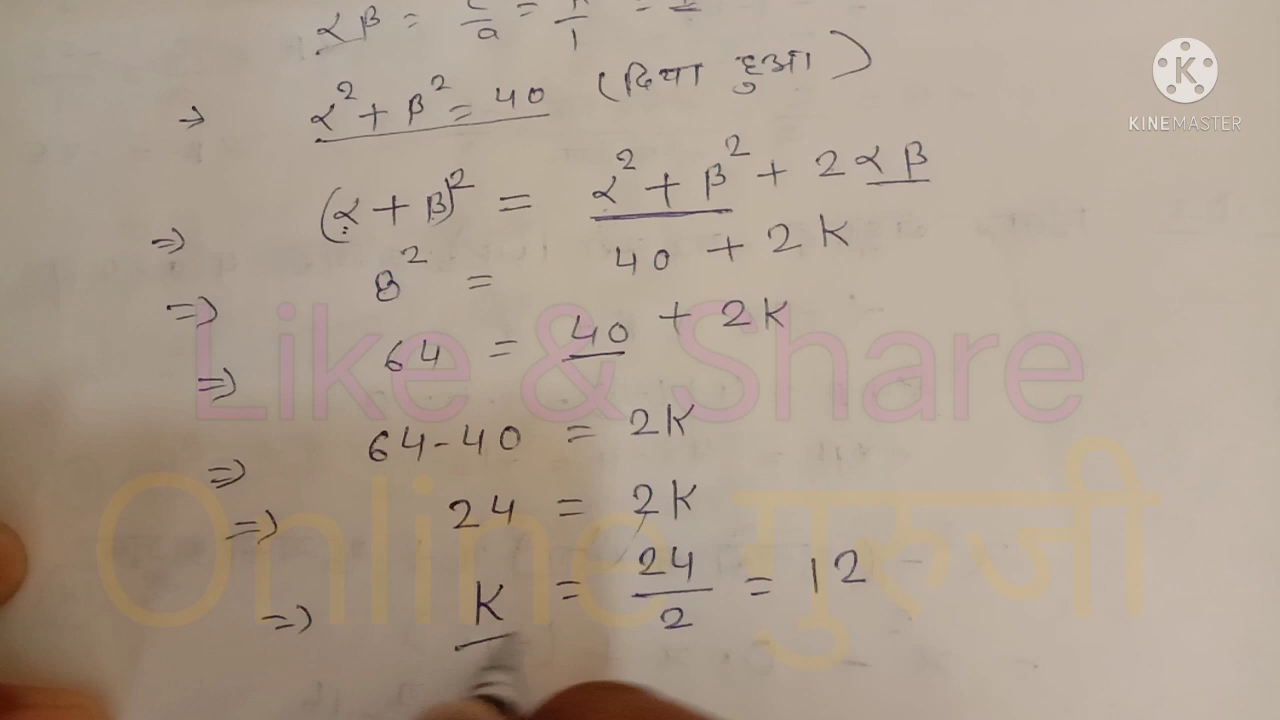 αβ = c/a = K/1 = K
→ α² + β² = 40 (दिया हुआ)
KINEMASTER
⇒ (α + β)² = α² + β² + 2αβ
⇒ 8² = 40 + 2K
⇒ 64 = 40 + 2K
Like & Share
⇒ 64 - 40 = 2K
⇒ 24 = 2K
Online गुरुजी
⇒ K = 24/2 = 12